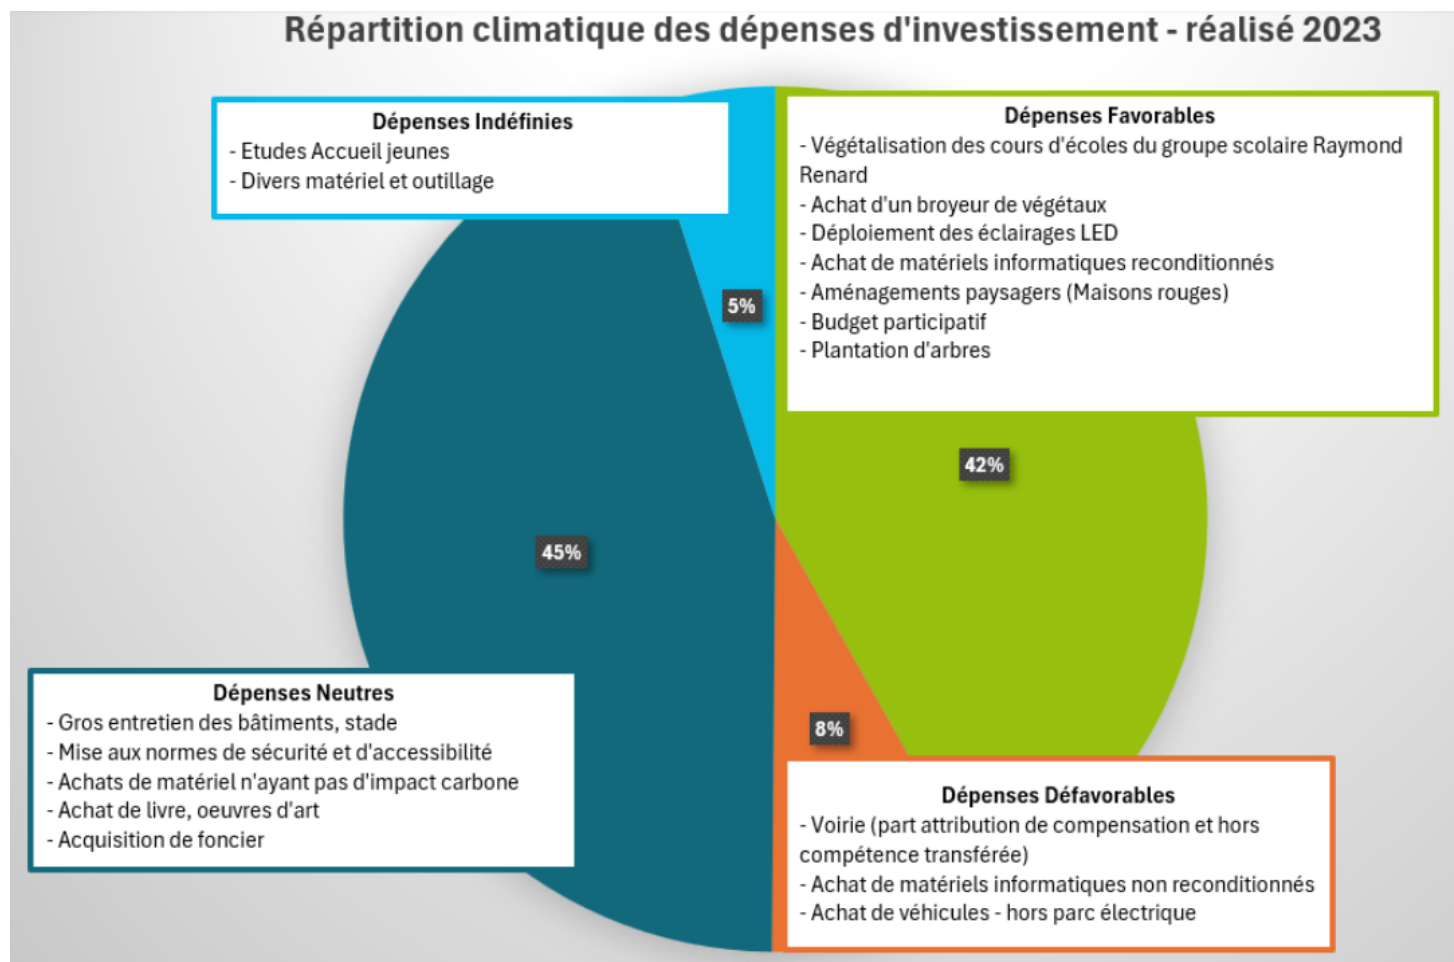 Répartition climatique des dépenses d'investissement - réalisé 2023
Dépenses Indéfinies
- Etudes Accueil jeunes
- Divers matériel et outillage
Dépenses Favorables
- Végétalisation des cours d'écoles du groupe scolaire Raymond
Renard
- Achat d'un broyeur de végétaux
- Déploiement des éclairages LED
- Achat de matériels informatiques reconditionnés
- Aménagements paysagers (Maisons rouges)
- Budget participatif
- Plantation d'arbres
5%
42%
45%
8%
Dépenses Neutres
- Gros entretien des bâtiments, stade
- Mise aux normes de sécurité et d'accessibilité
- Achats de matériel n'ayant pas d'impact carbone
- Achat de livre, oeuvres d'art
- Acquisition de foncier
Dépenses Défavorables
- Voirie (part attribution de compensation et hors
compétence transférée)
- Achat de matériels informatiques non reconditionnés
- Achat de véhicules - hors parc électrique